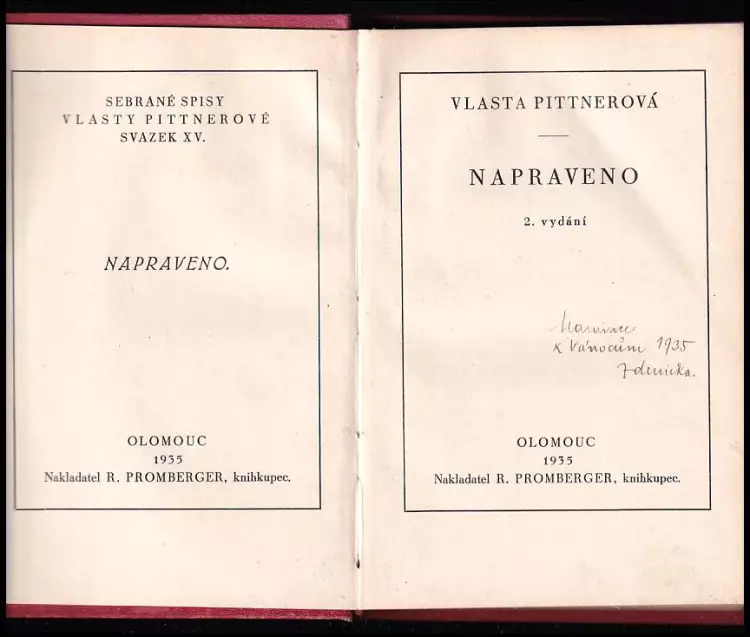 SEBRANÉ SPISY
VLASTY PITTNEROVÉ
SVAZEK XV.
NAPRAVENO.
OLOMOUC
1935
Nakladatel R. PROMBERGER, knihkupec.
VLASTA PITTNEROVÁ
NAPRAVENO
2. vydání
Mamince
k Vánocům 1935
Zdenička.
OLOMOUC
1935
Nakladatel R. PROMBERGER, knihkupec.